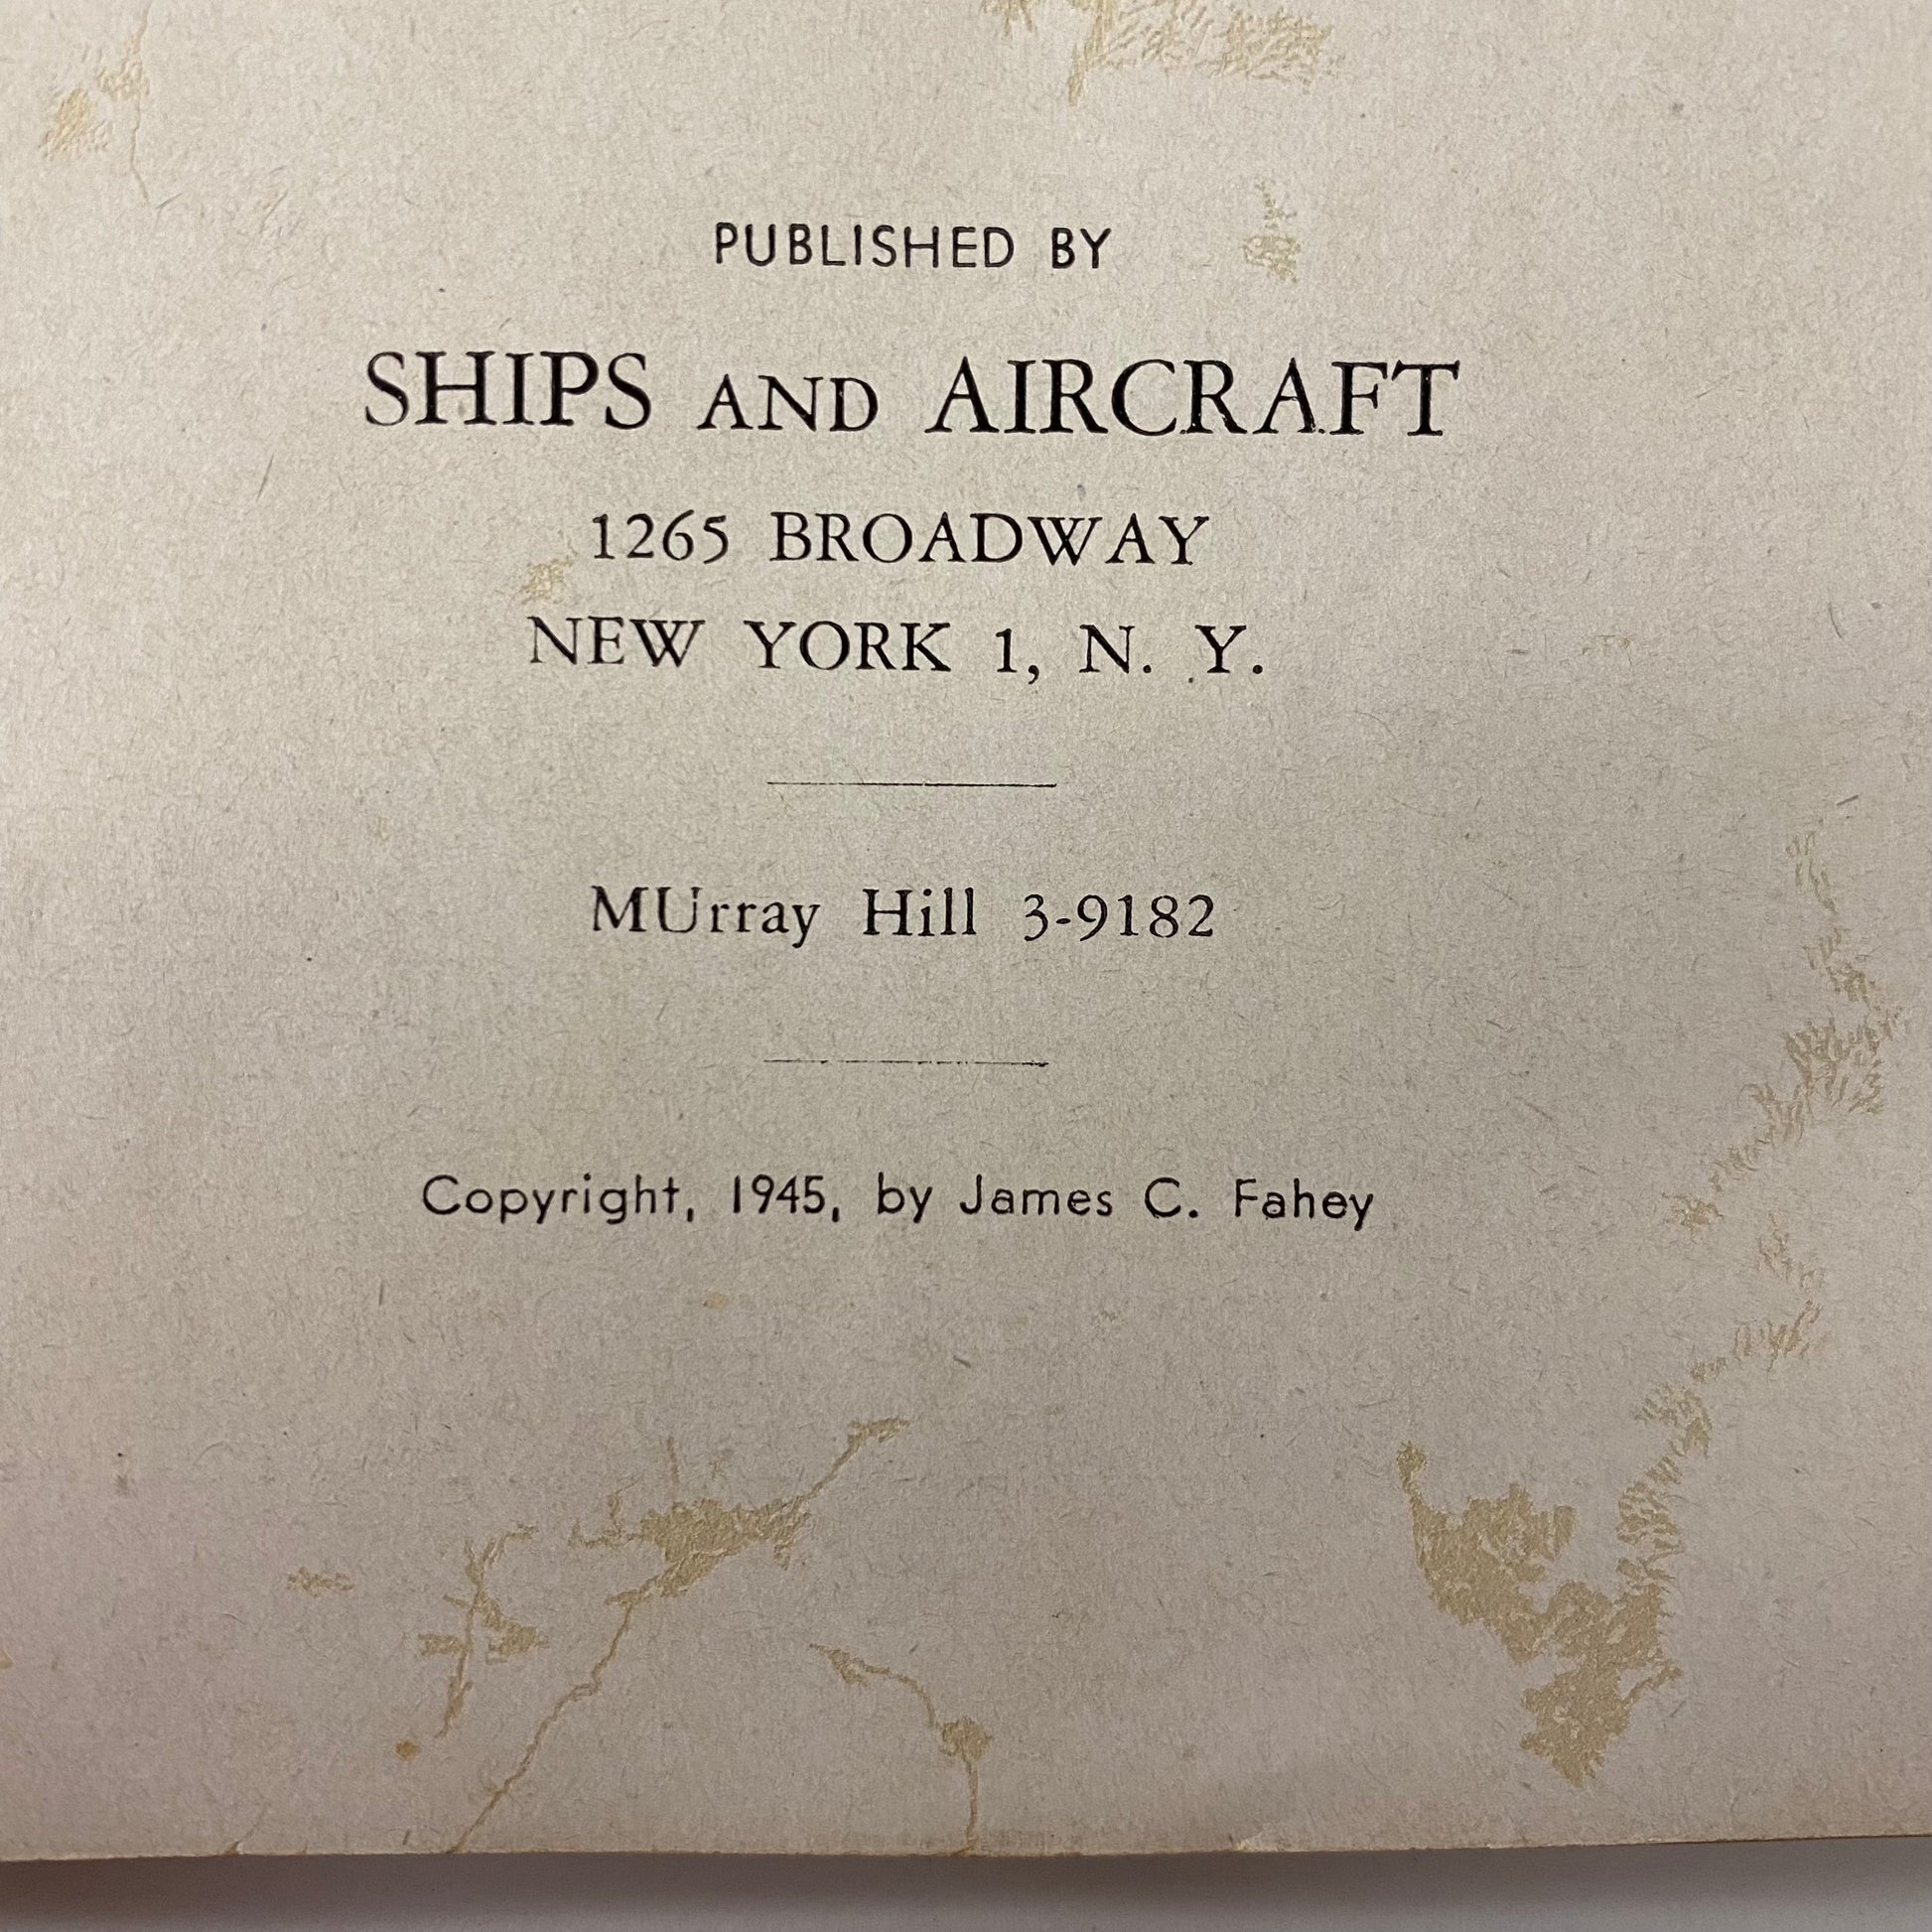 PUBLISHED BY
SHIPS AND AIRCRAFT
1265 BROADWAY
NEW YORK 1, N. Y.
MUrray Hill 3-9182
Copyright, 1945, by James C. Fahey